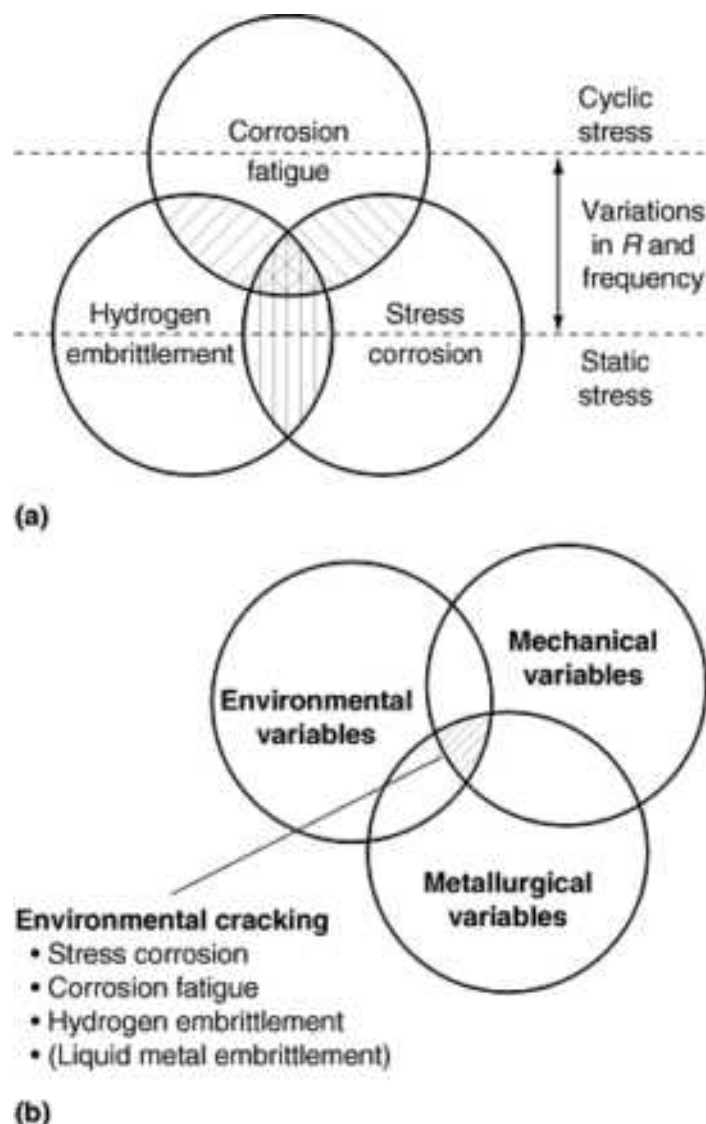 Corrosion
fatigue
Cyclic
stress
Variations
in R and
frequency
Hydrogen
embrittlement
Stress
corrosion
Static
stress
(a)
Environmental
variables
Mechanical
variables
Metallurgical
variables
Environmental cracking
• Stress corrosion
• Corrosion fatigue
• Hydrogen embrittlement
• (Liquid metal embrittlement)
(b)